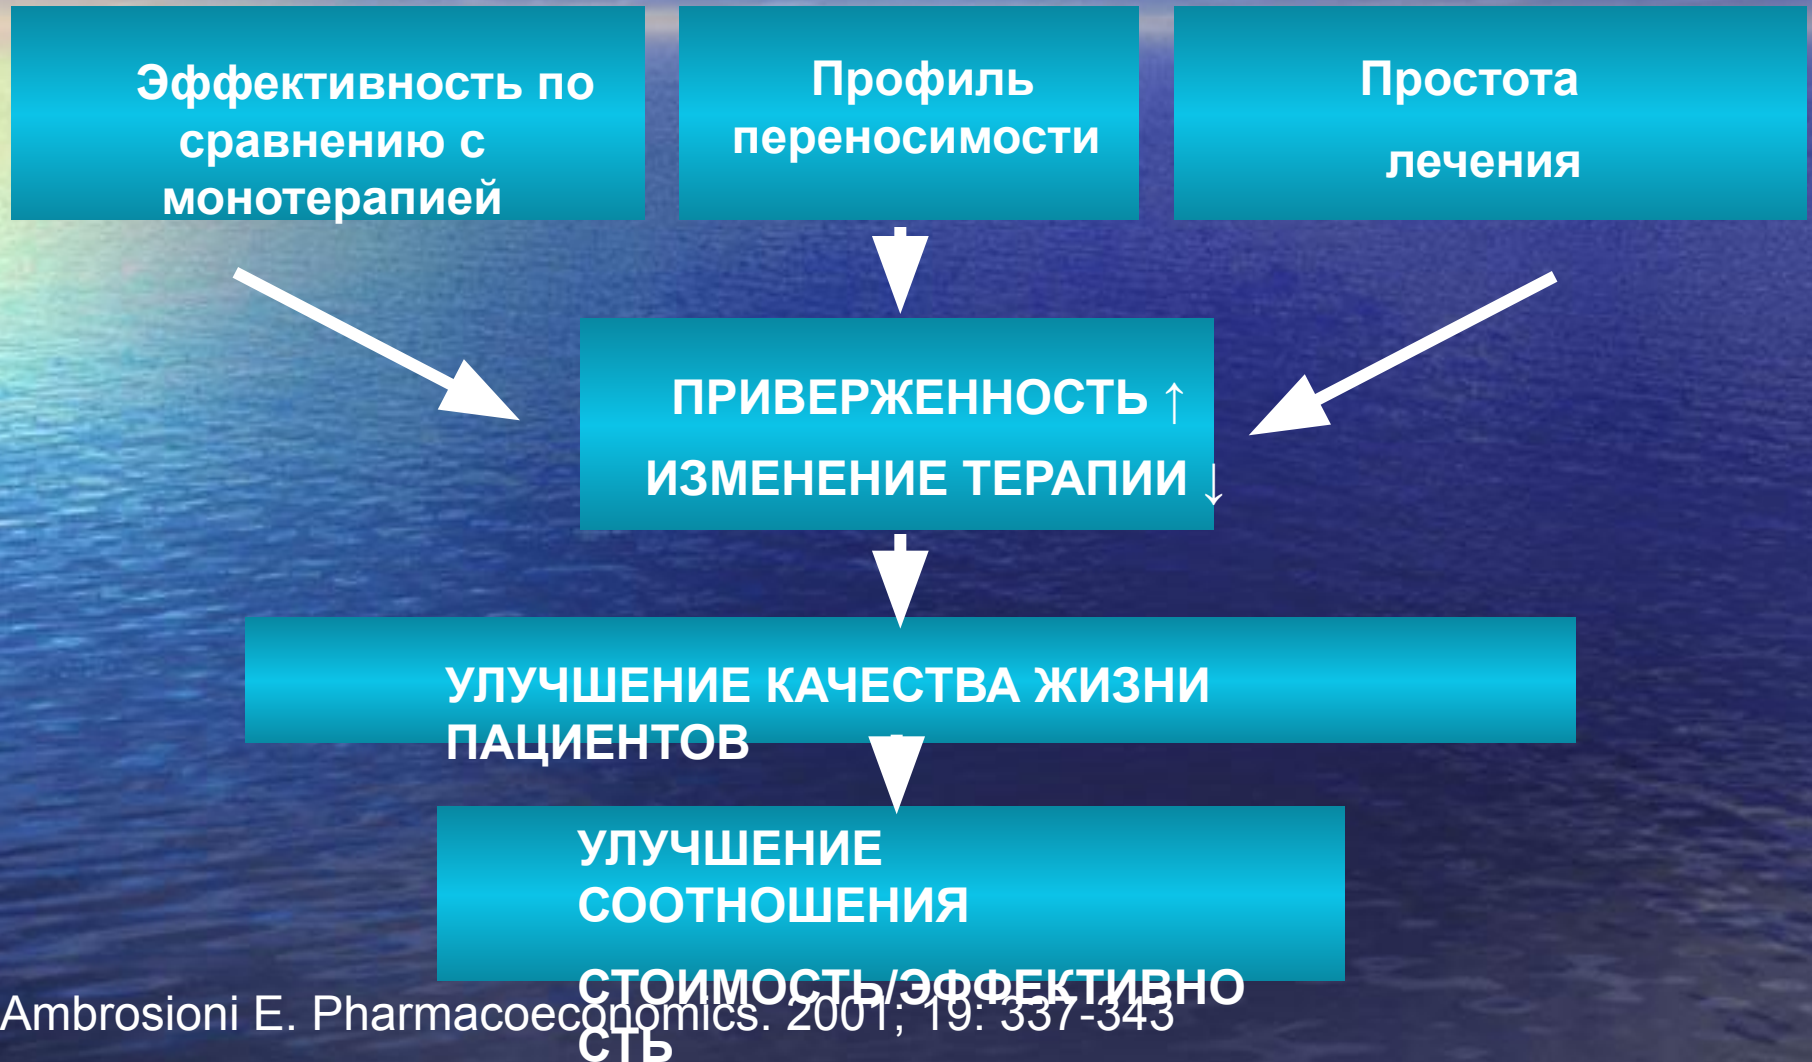 Эффективность по
сравнению с
монотерапией
Профиль
переносимости
Простота
лечения
ПРИВЕРЖЕННОСТЬ ↑
ИЗМЕНЕНИЕ ТЕРАПИИ ↓
УЛУЧШЕНИЕ КАЧЕСТВА ЖИЗНИ
ПАЦИЕНТОВ
УЛУЧШЕНИЕ
СООТНОШЕНИЯ
СТОИМОСТЬ/ЭФФЕКТИВНО
СТЬ
Ambrosioni E. Pharmacoeconomics. 2001; 19: 337-343